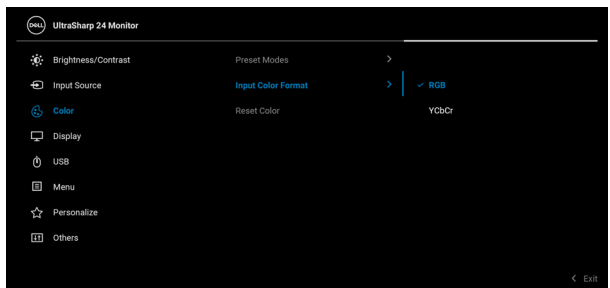 DELL UltraSharp 24 Monitor
Brightness/Contrast Preset Modes
Input Source Input Color Format RGB
Color Reset Color YCbCr
Display
USB
Menu
Personalize
Others
Exit